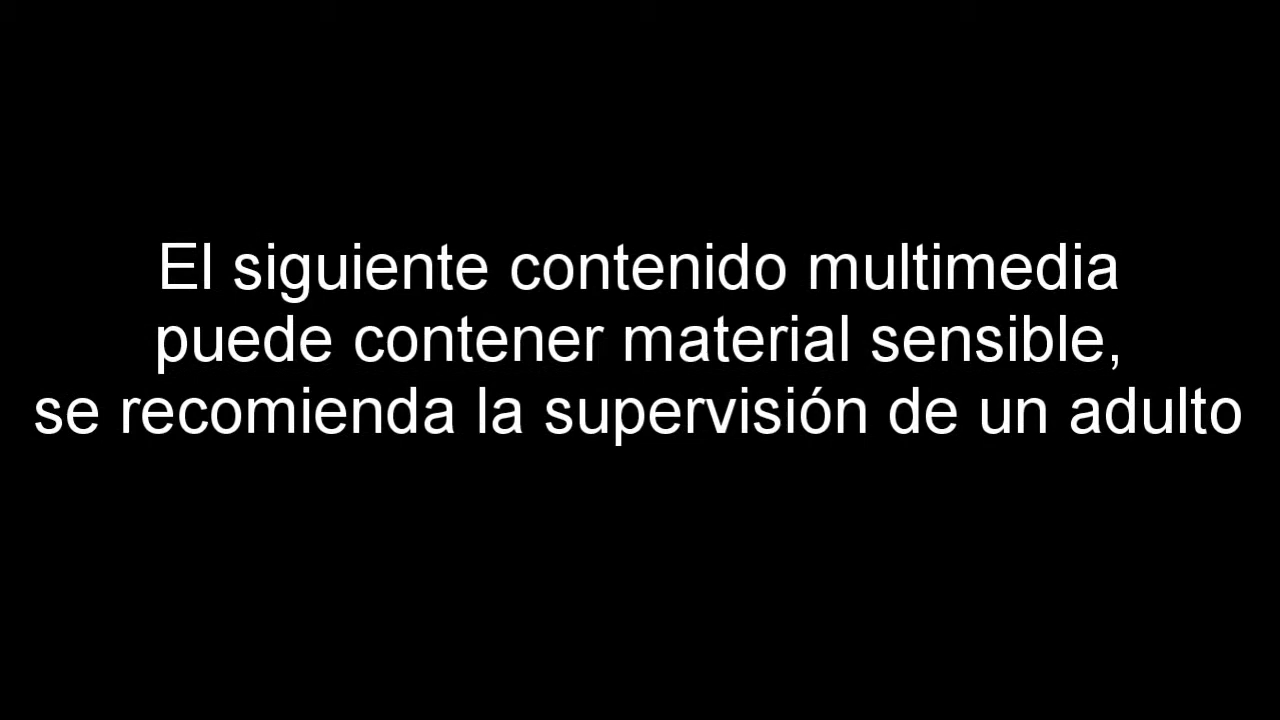 El siguiente contenido multimedia
puede contener material sensible,
se recomienda la supervisión de un adulto